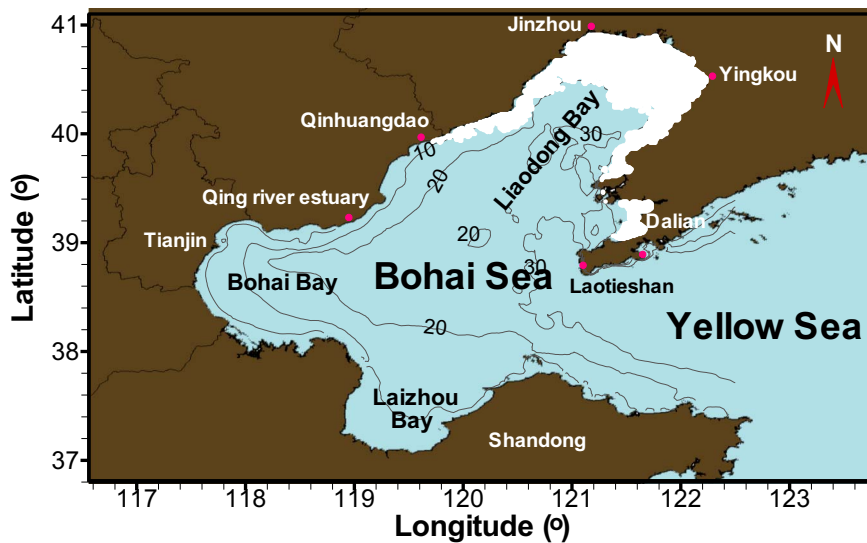 41
Jinzhou
N
Yingkou
Qinhuangdao
40
10
30
Liaodong Bay
20
Qing river estuary
Tianjin
39
20
Dalian
Bohai Bay
Bohai Sea
30
Laotieshan
Yellow Sea
38
20
Laizhou
Bay
Shandong
37
Latitude (o)
117 118 119 120 121 122 123
Longitude (o)